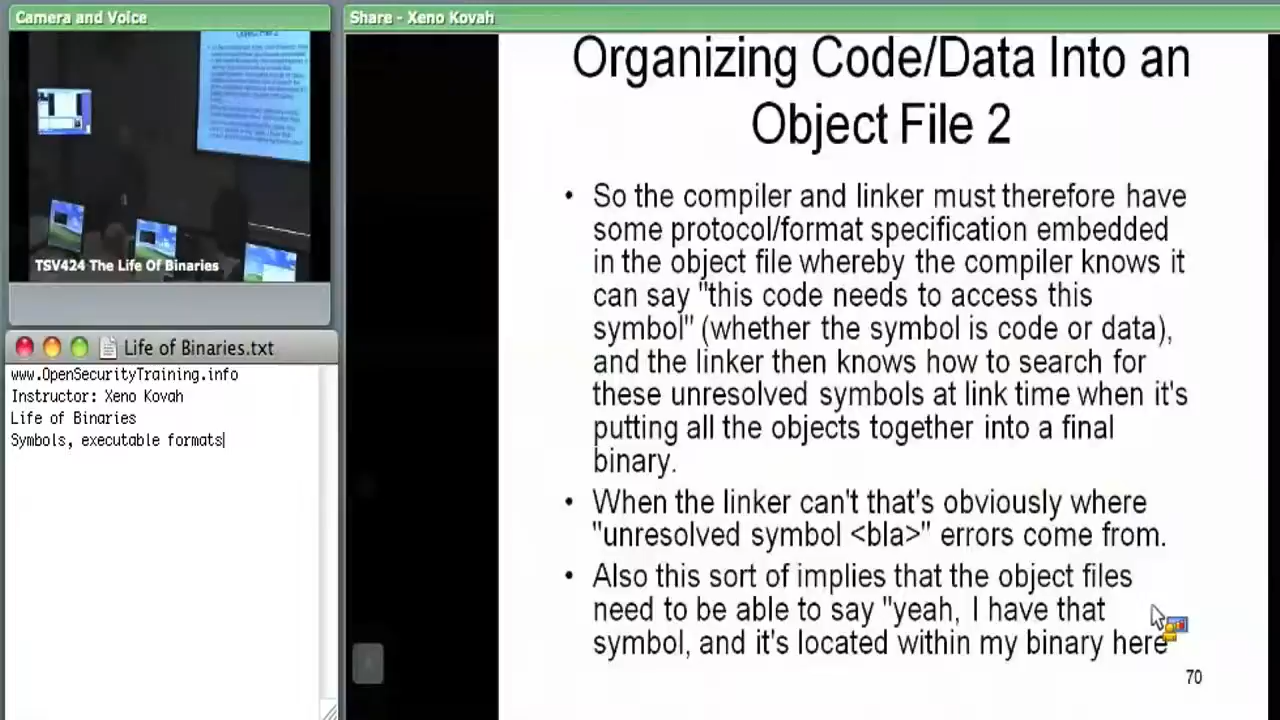 Camera and Voice
Share - Xeno Kovah
TSV424 The Life Of Binaries
Life of Binaries.txt
www.OpenSecurityTraining.info
Instructor: Xeno Kovah
Life of Binaries
Symbols, executable formats
Organizing Code/Data Into an
Object File 2
• So the compiler and linker must therefore have
some protocol/format specification embedded
in the object file whereby the compiler knows it
can say "this code needs to access this
symbol" (whether the symbol is code or data),
and the linker then knows how to search for
these unresolved symbols at link time when it's
putting all the objects together into a final
binary.
• When the linker can't that's obviously where
"unresolved symbol <bla>" errors come from.
• Also this sort of implies that the object files
need to be able to say "yeah, I have that
symbol, and it's located within my binary here
70